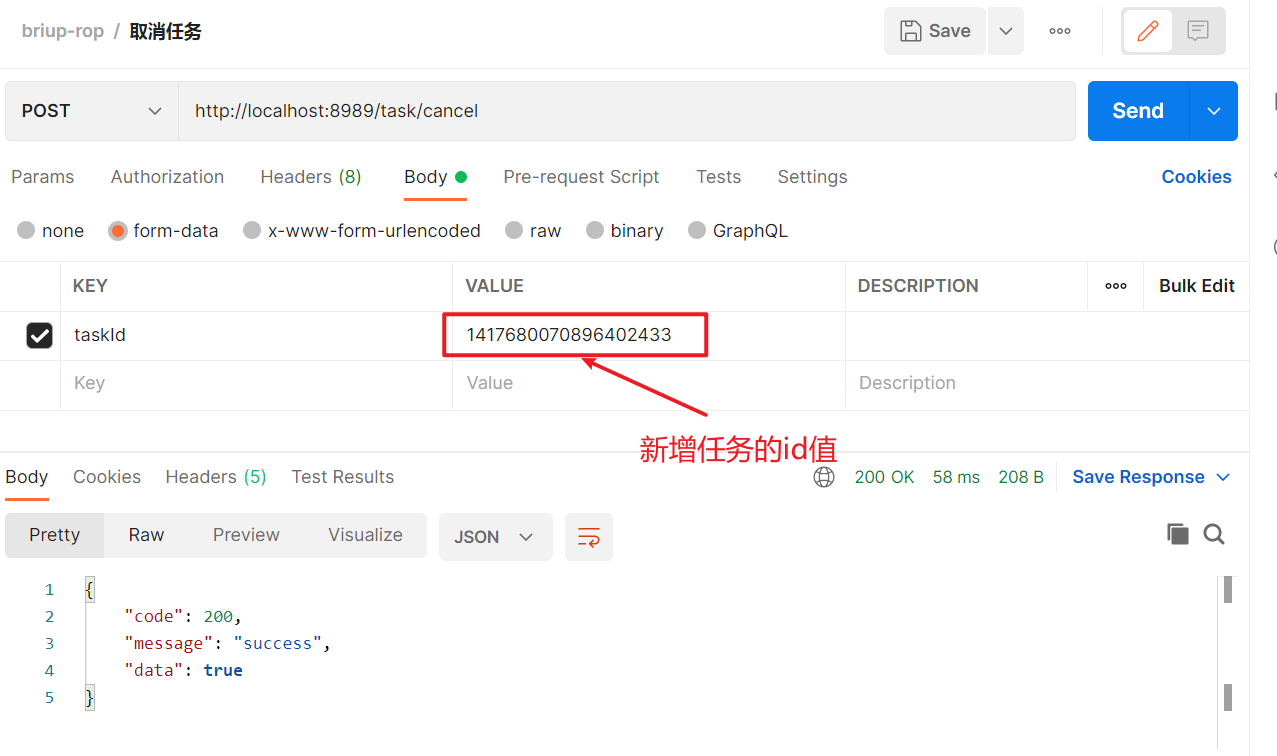 briup-rop / 取消任务 Save
POST http://localhost:8989/task/cancel Send
Params Authorization Headers (8) Body Pre-request Script Tests Settings Cookies
none form-data x-www-form-urlencoded raw binary GraphQL
KEY VALUE DESCRIPTION Bulk Edit
taskId 1417680070896402433
Key Value Description
新增任务的id值
Body Cookies Headers (5) Test Results 200 OK 58 ms 208 B Save Response
Pretty Raw Preview Visualize JSON
1 {
2 "code": 200,
3 "message": "success",
4 "data": true
5 }